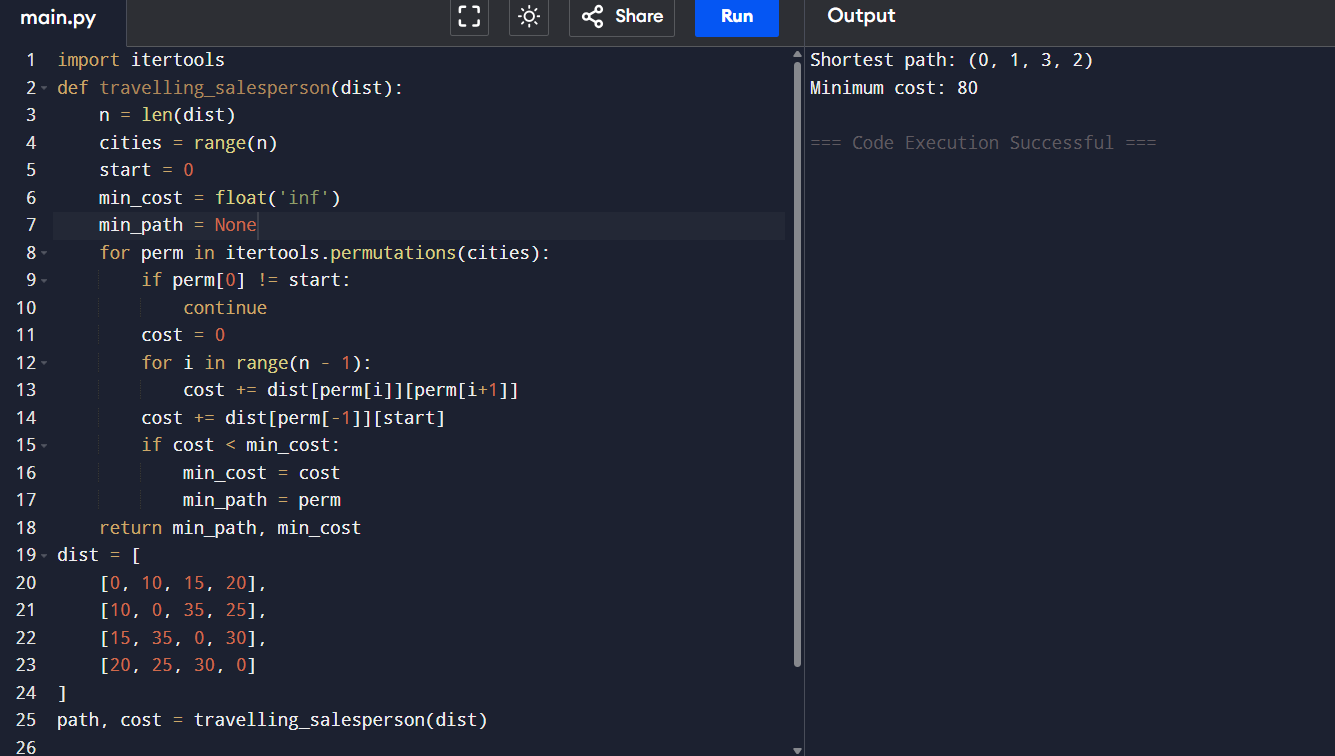 main.py
Share
Run
Output
1 import itertools
2 def travelling_salesperson(dist):
3     n = len(dist)
4     cities = range(n)
5     start = 0
6     min_cost = float('inf')
7     min_path = None
8     for perm in itertools.permutations(cities):
9         if perm[0] != start:
10             continue
11         cost = 0
12         for i in range(n - 1):
13             cost += dist[perm[i]][perm[i+1]]
14         cost += dist[perm[-1]][start]
15         if cost < min_cost:
16             min_cost = cost
17             min_path = perm
18     return min_path, min_cost
19 dist = [
20     [0, 10, 15, 20],
21     [10, 0, 35, 25],
22     [15, 35, 0, 30],
23     [20, 25, 30, 0]
24 ]
25 path, cost = travelling_salesperson(dist)
26
Shortest path: (0, 1, 3, 2)
Minimum cost: 80
=== Code Execution Successful ===